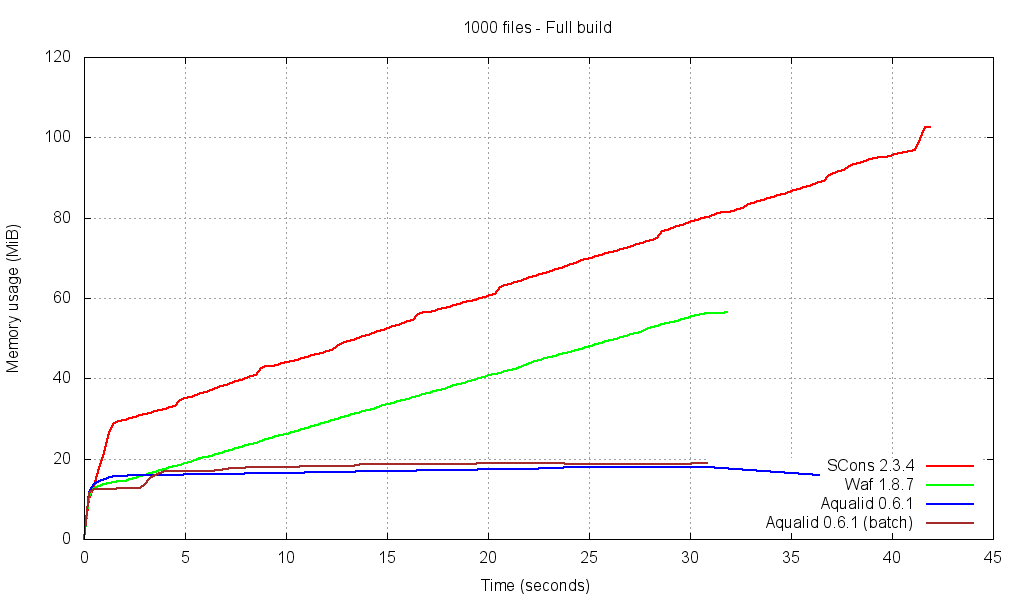 1000 files - Full build
Memory usage (MiB)
120
100
80
60
40
20
0
0 5 10 15 20 25 30 35 40 45
Time (seconds)
SCons 2.3.4
Waf 1.8.7
Aqualid 0.6.1
Aqualid 0.6.1 (batch)